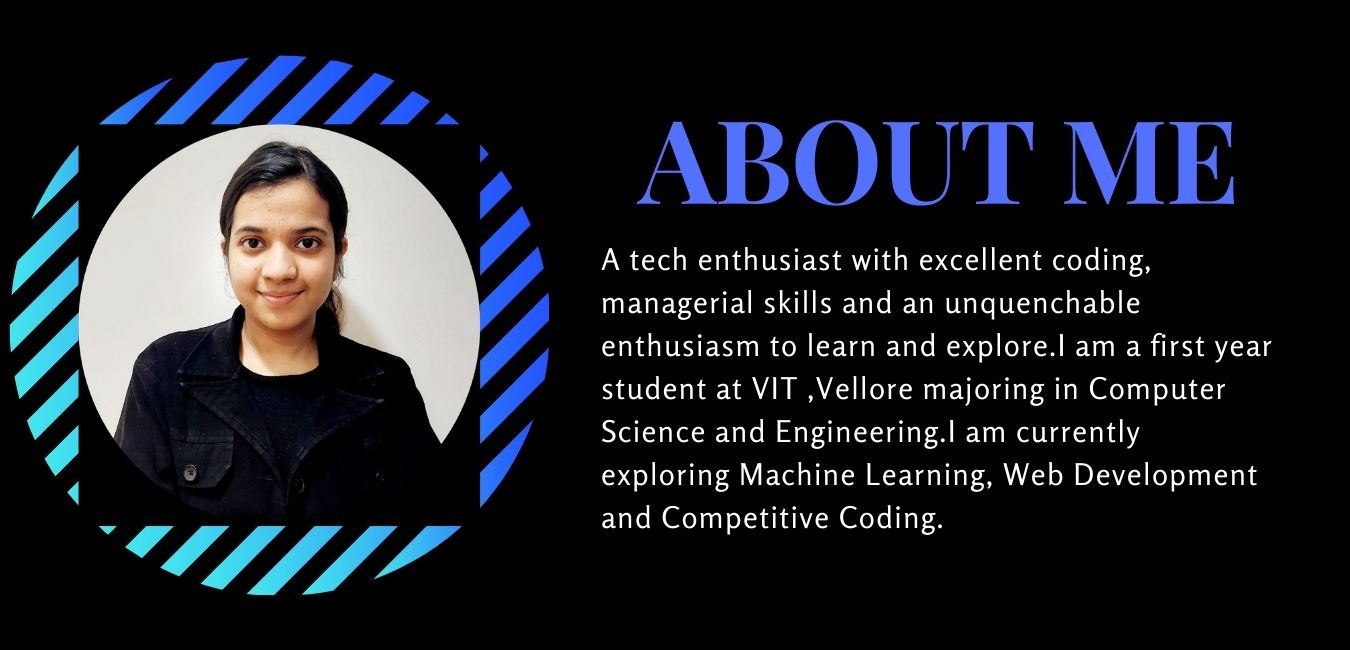 ABOUT ME
A tech enthusiast with excellent coding,
managerial skills and an unquenchable
enthusiasm to learn and explore.I am a first year
student at VIT ,Vellore majoring in Computer
Science and Engineering.I am currently
exploring Machine Learning, Web Development
and Competitive Coding.